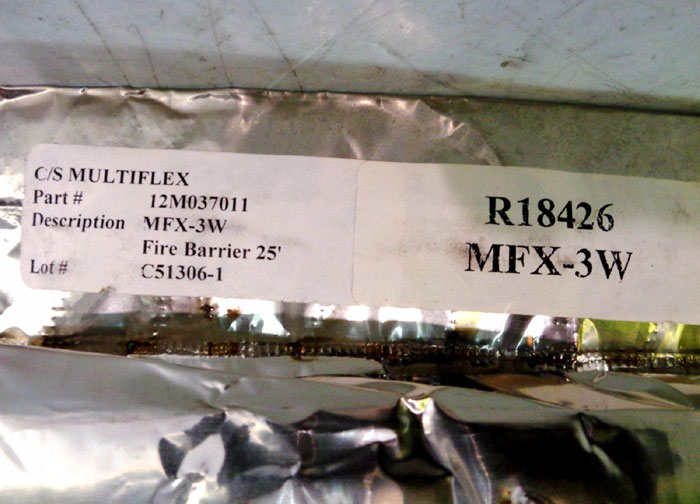 C/S MULTIFLEX
Part # 12M037011
Description MFX-3W
Fire Barrier 25'
Lot # C51306-1
R18426
MFX-3W